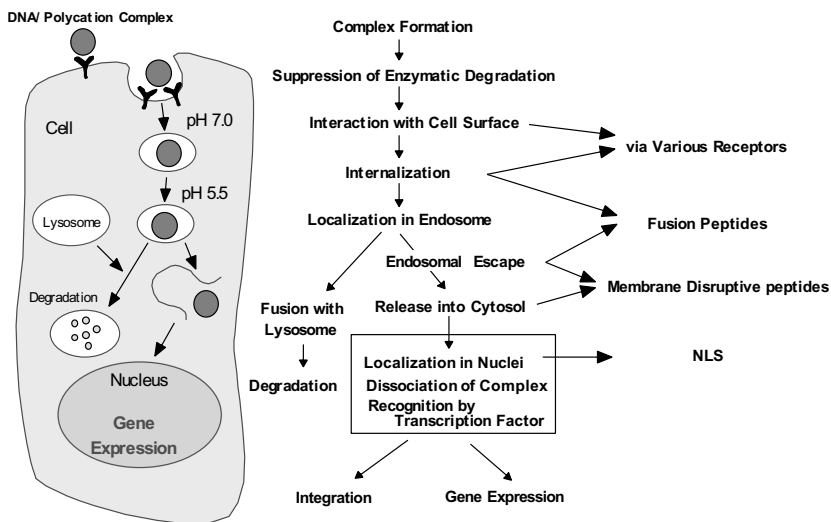 DNA/ Polycation Complex
Cell
pH 7.0
pH 5.5
Lysosome
Degradation
Nucleus
Gene
Expression
Complex Formation
Suppression of Enzymatic Degradation
Interaction with Cell Surface
via Various Receptors
Internalization
Localization in Endosome
Fusion Peptides
Endosomal Escape
Membrane Disruptive peptides
Fusion with
Lysosome
Release into Cytosol
Degradation
Localization in Nuclei
Dissociation of Complex
Recognition by
Transcription Factor
NLS
Integration
Gene Expression